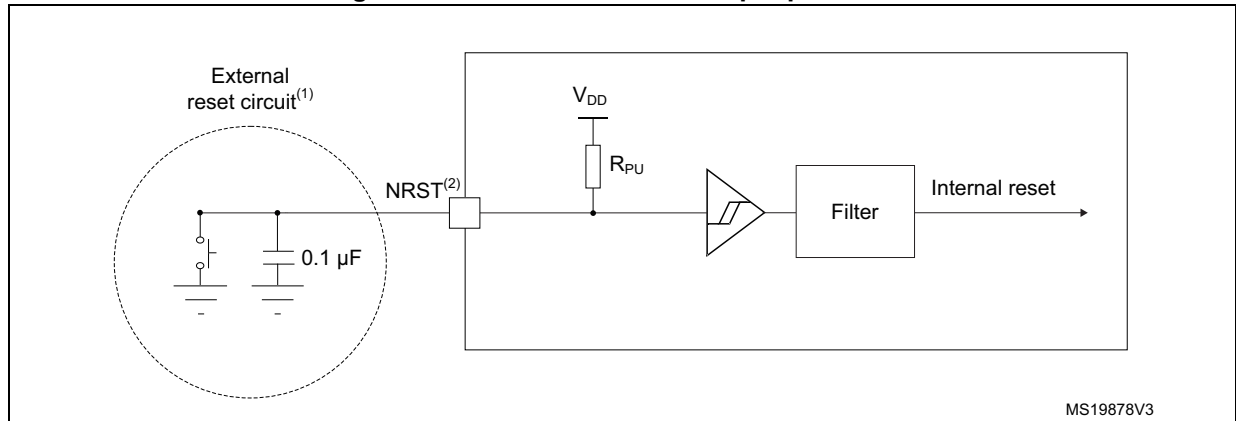 External
reset circuit(1)
VDD
RPU
NRST(2)
Filter
Internal reset
0.1 µF
MS19878V3